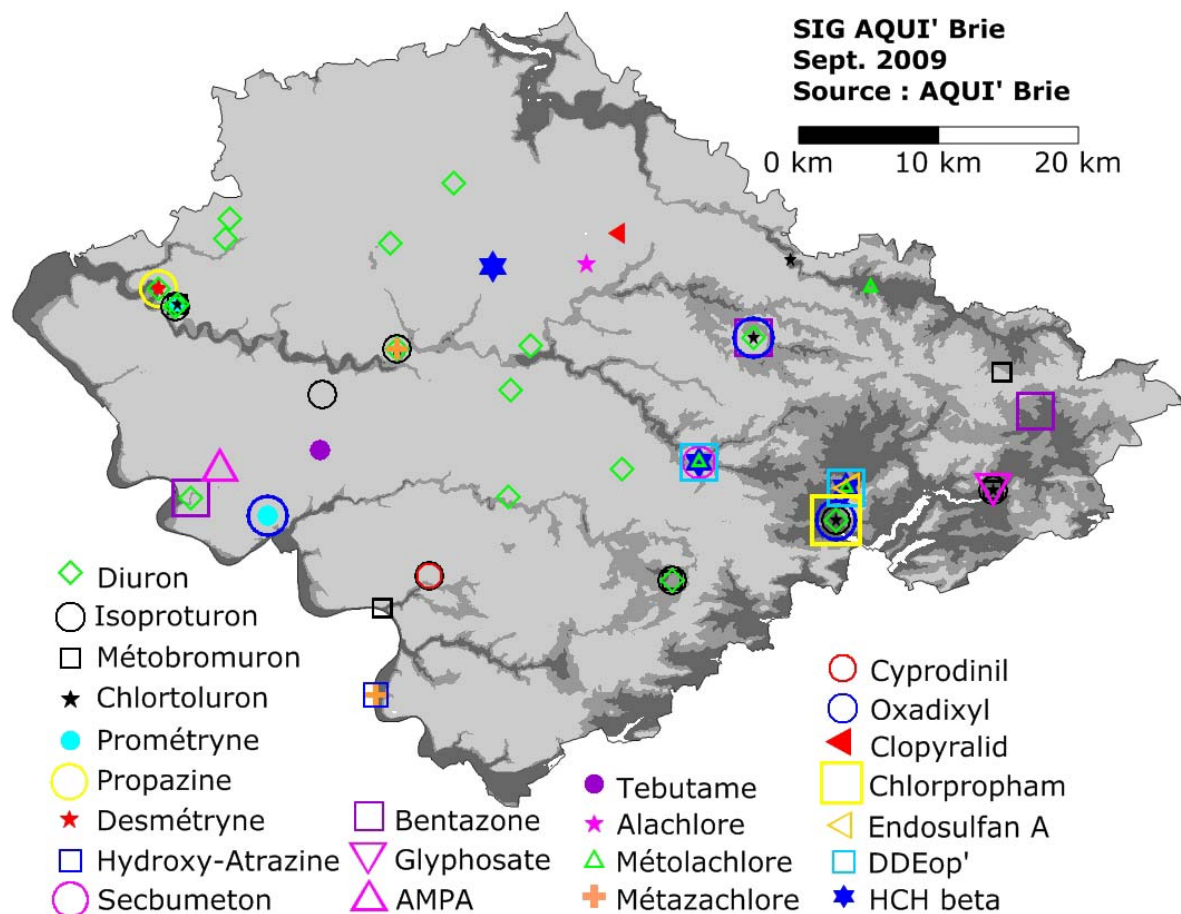 SIG AQUI' Brie
Sept. 2009
Source : AQUI' Brie
0 km 10 km 20 km
Diuron
Isoproturon
Métobromuron
Chlortoluron
Prométryne
Propazine
Desmétryne
Hydroxy-Atrazine
Secbumeton
Bentazone
Glyphosate
AMPA
Tebutame
Alachlore
Métolachlore
Métazachlore
Cyprodinil
Oxadixyl
Clopyralid
Chlorpropham
Endosulfan A
DDEop'
HCH beta